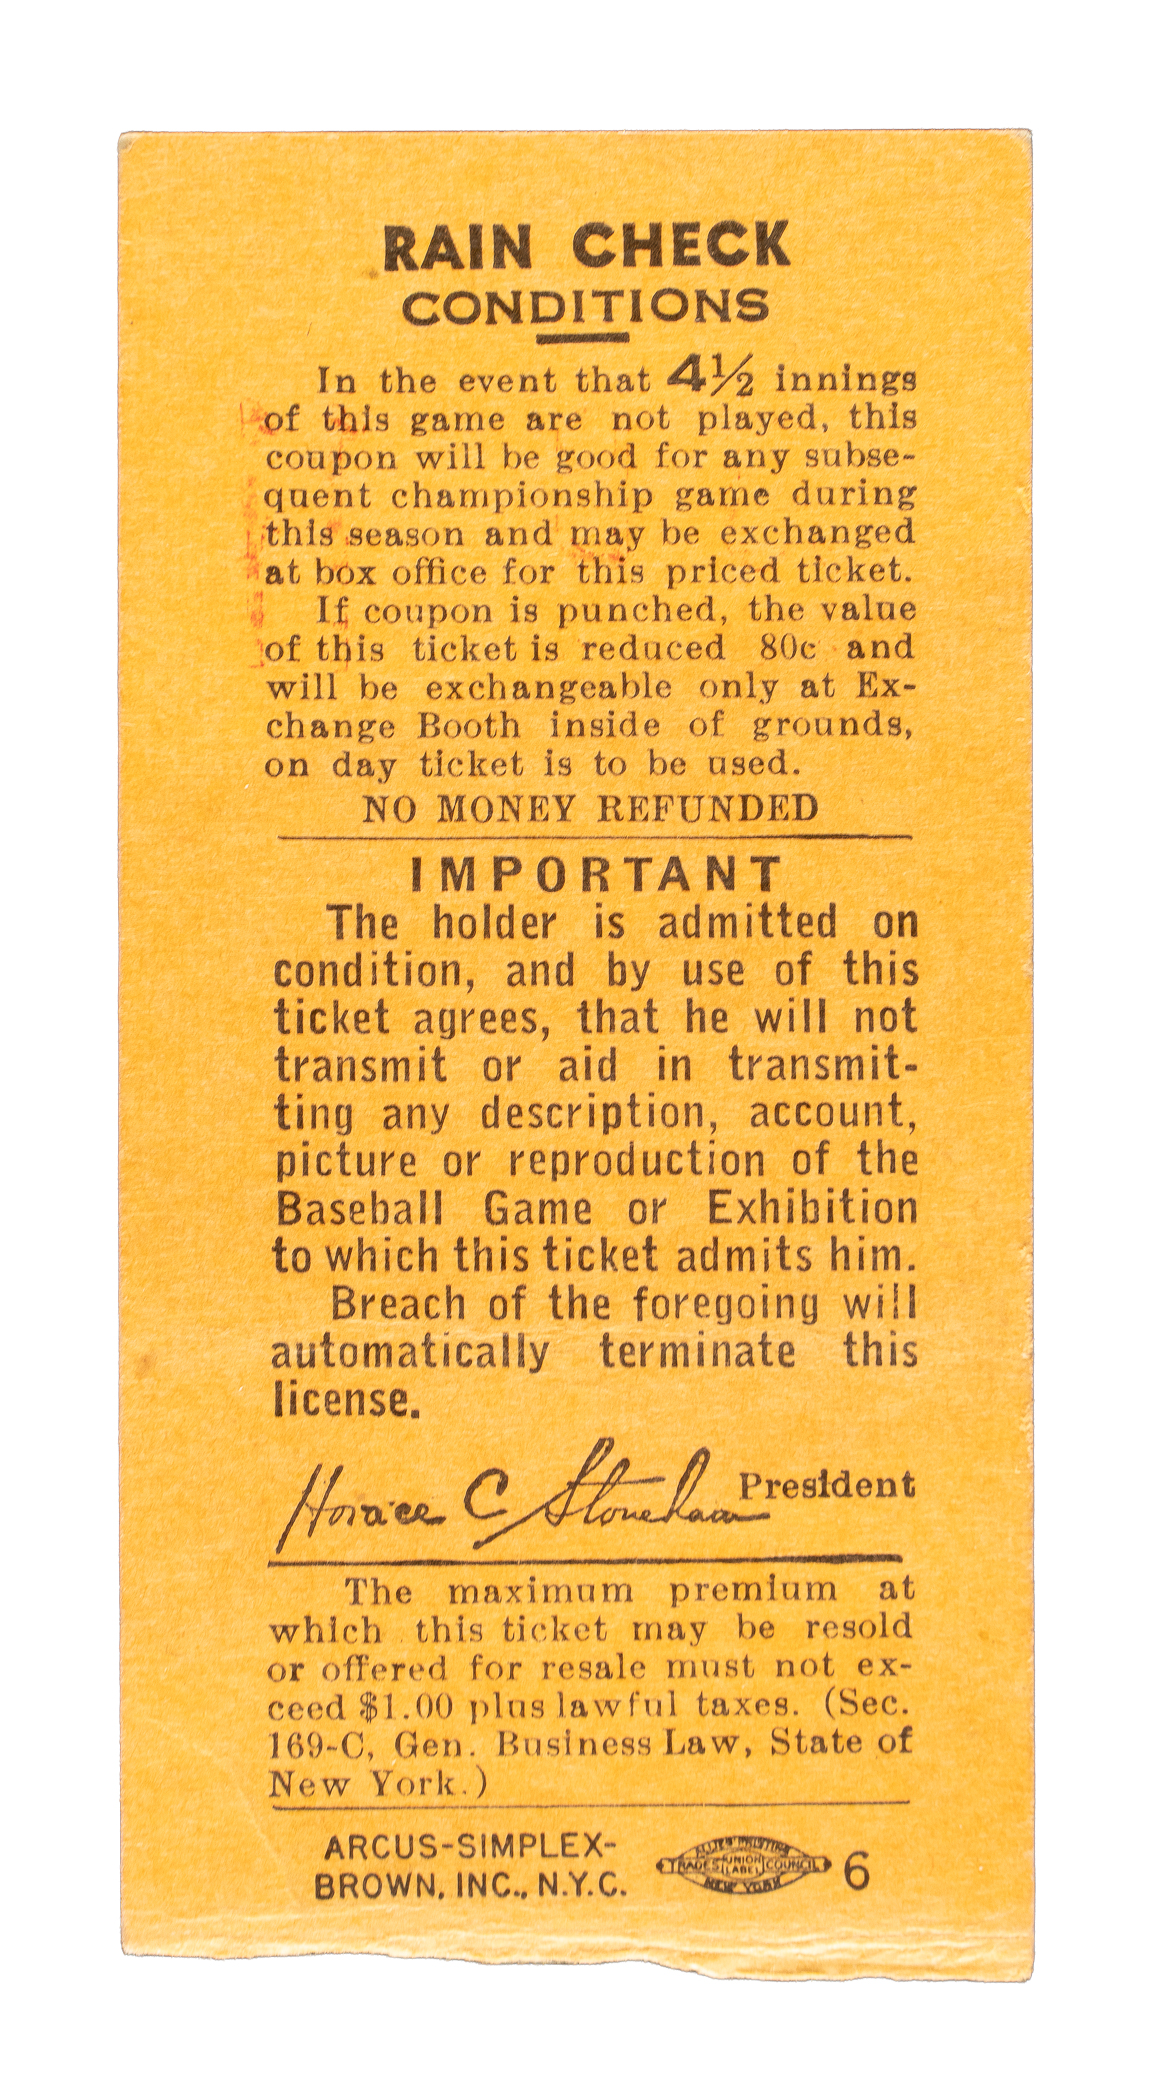 RAIN CHECK
CONDITIONS
In the event that 4½ innings
of this game are not played, this
coupon will be good for any subse-
quent championship game during
this season and may be exchanged
at box office for this priced ticket.
If coupon is punched, the value
of this ticket is reduced 80c and
will be exchangeable only at Ex-
change Booth inside of grounds,
on day ticket is to be used.
NO MONEY REFUNDED
IMPORTANT
The holder is admitted on
condition, and by use of this
ticket agrees, that he will not
transmit or aid in transmit-
ting any description, account,
picture or reproduction of the
Baseball Game or Exhibition
to which this ticket admits him.
Breach of the foregoing will
automatically terminate this
license.
Horace C Stoneham President
The maximum premium at
which this ticket may be resold
or offered for resale must not ex-
ceed $1.00 plus lawful taxes. (Sec.
169-C, Gen. Business Law, State of
New York.)
ARCUS-SIMPLEX-
BROWN, INC., N.Y.C.
ALLIED PRINTING
TRADES UNION LABEL COUNCIL
NEW YORK
6